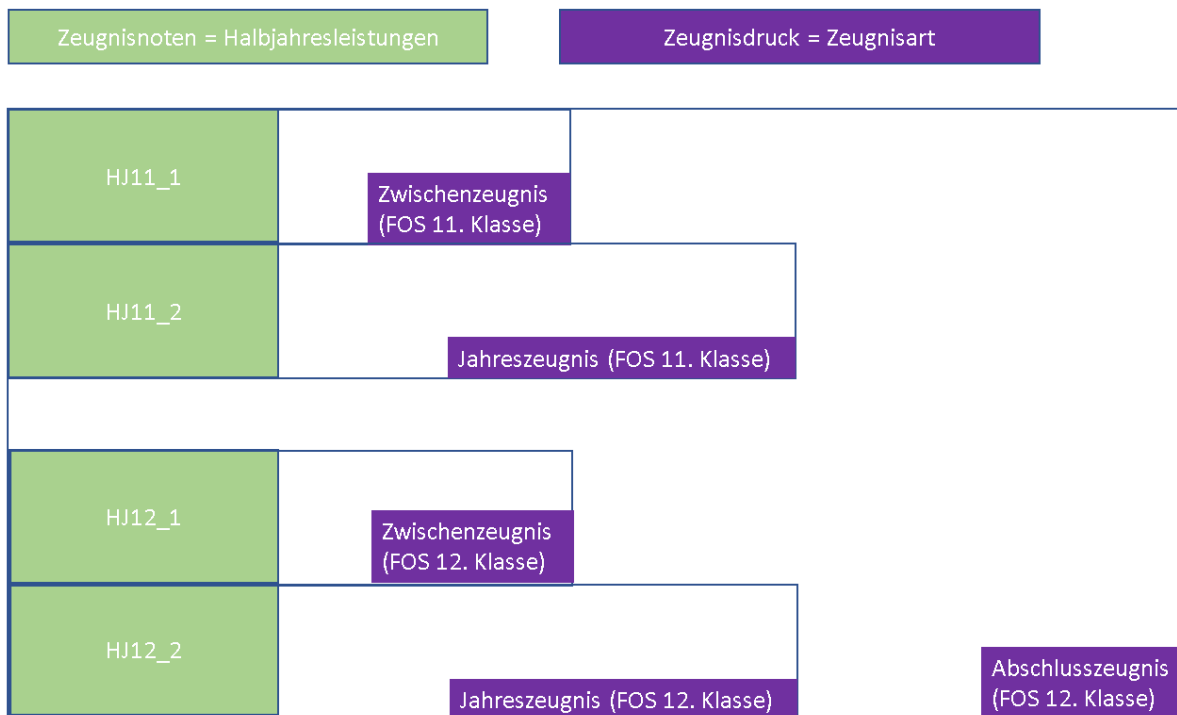 Zeugnisnoten = Halbjahresleistungen
Zeugnisdruck = Zeugnisart
HJ11_1
Zwischenzeugnis
(FOS 11. Klasse)
HJ11_2
Jahreszeugnis (FOS 11. Klasse)
HJ12_1
Zwischenzeugnis
(FOS 12. Klasse)
HJ12_2
Jahreszeugnis (FOS 12. Klasse)
Abschlusszeugnis
(FOS 12. Klasse)